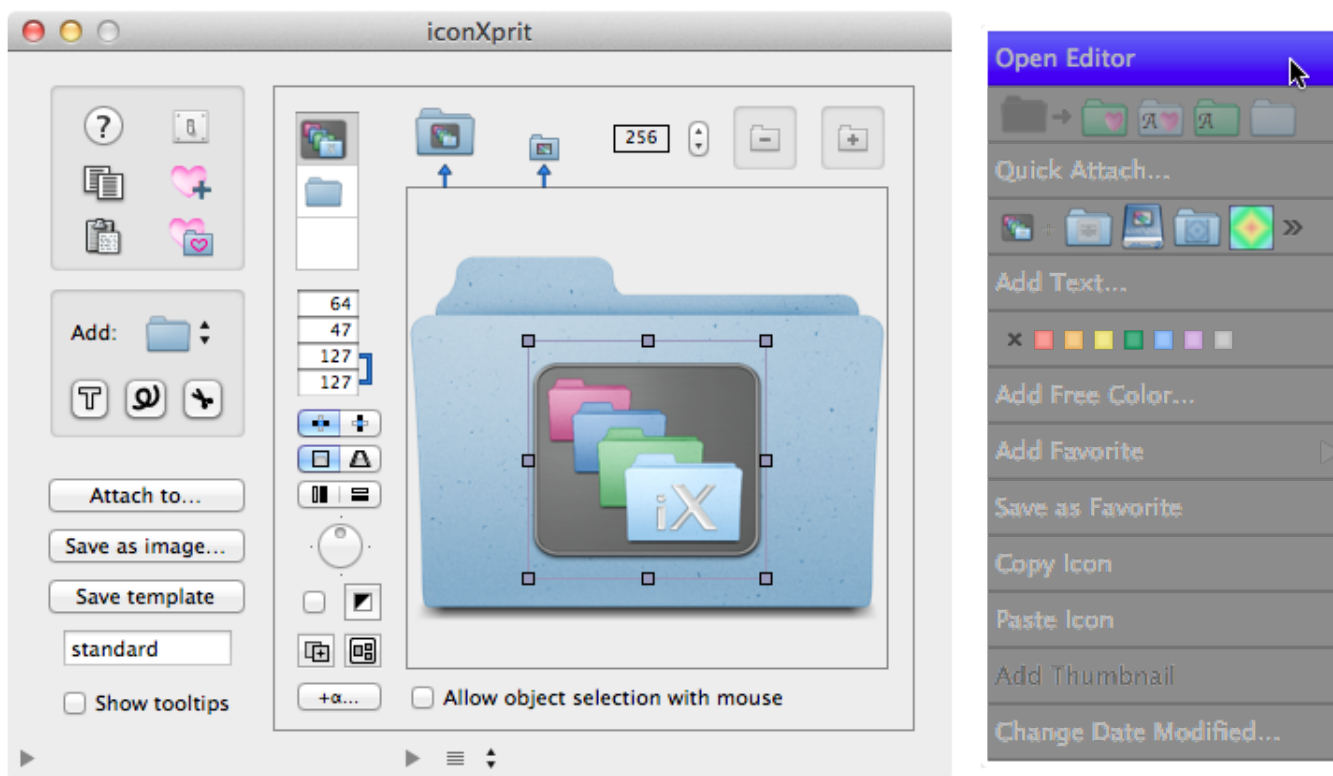 iconXprit
256
64
47
127
127
Add:
T
Attach to...
Save as image...
Save template
standard
Show tooltips
iX
+α...
Allow object selection with mouse
Open Editor
A A
Quick Attach...
Add Text...
Add Free Color...
Add Favorite
Save as Favorite
Copy Icon
Paste Icon
Add Thumbnail
Change Date Modified...